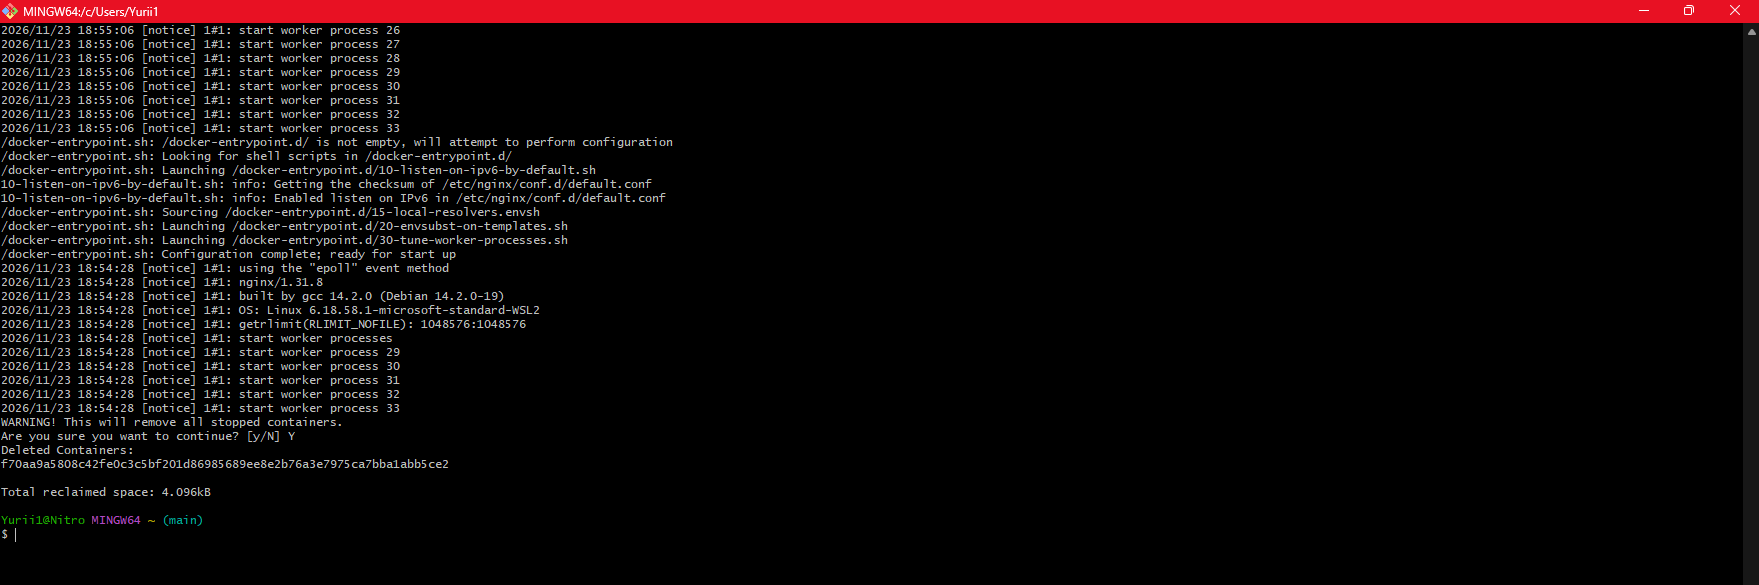 MINGW64:/c/Users/Yurii1
2026/11/23 18:55:06 [notice] 1#1: start worker process 26
2026/11/23 18:55:06 [notice] 1#1: start worker process 27
2026/11/23 18:55:06 [notice] 1#1: start worker process 28
2026/11/23 18:55:06 [notice] 1#1: start worker process 29
2026/11/23 18:55:06 [notice] 1#1: start worker process 30
2026/11/23 18:55:06 [notice] 1#1: start worker process 31
2026/11/23 18:55:06 [notice] 1#1: start worker process 32
2026/11/23 18:55:06 [notice] 1#1: start worker process 33
/docker-entrypoint.sh: /docker-entrypoint.d/ is not empty, will attempt to perform configuration
/docker-entrypoint.sh: Looking for shell scripts in /docker-entrypoint.d/
/docker-entrypoint.sh: Launching /docker-entrypoint.d/10-listen-on-ipv6-by-default.sh
10-listen-on-ipv6-by-default.sh: info: Getting the checksum of /etc/nginx/conf.d/default.conf
10-listen-on-ipv6-by-default.sh: info: Enabled listen on IPv6 in /etc/nginx/conf.d/default.conf
/docker-entrypoint.sh: Sourcing /docker-entrypoint.d/15-local-resolvers.envsh
/docker-entrypoint.sh: Launching /docker-entrypoint.d/20-envsubst-on-templates.sh
/docker-entrypoint.sh: Launching /docker-entrypoint.d/30-tune-worker-processes.sh
/docker-entrypoint.sh: Configuration complete; ready for start up
2026/11/23 18:54:28 [notice] 1#1: using the "epoll" event method
2026/11/23 18:54:28 [notice] 1#1: nginx/1.31.8
2026/11/23 18:54:28 [notice] 1#1: built by gcc 14.2.0 (Debian 14.2.0-19)
2026/11/23 18:54:28 [notice] 1#1: OS: Linux 6.18.58.1-microsoft-standard-WSL2
2026/11/23 18:54:28 [notice] 1#1: getrlimit(RLIMIT_NOFILE): 1048576:1048576
2026/11/23 18:54:28 [notice] 1#1: start worker processes
2026/11/23 18:54:28 [notice] 1#1: start worker process 29
2026/11/23 18:54:28 [notice] 1#1: start worker process 30
2026/11/23 18:54:28 [notice] 1#1: start worker process 31
2026/11/23 18:54:28 [notice] 1#1: start worker process 32
2026/11/23 18:54:28 [notice] 1#1: start worker process 33
WARNING! This will remove all stopped containers.
Are you sure you want to continue? [y/N] Y
Deleted Containers:
f70aa9a5808c42fe0c3c5bf201d86985689ee8e2b76a3e7975ca7bba1abb5ce2
Total reclaimed space: 4.096kB
Yurii1@Nitro MINGW64 ~ (main)
$